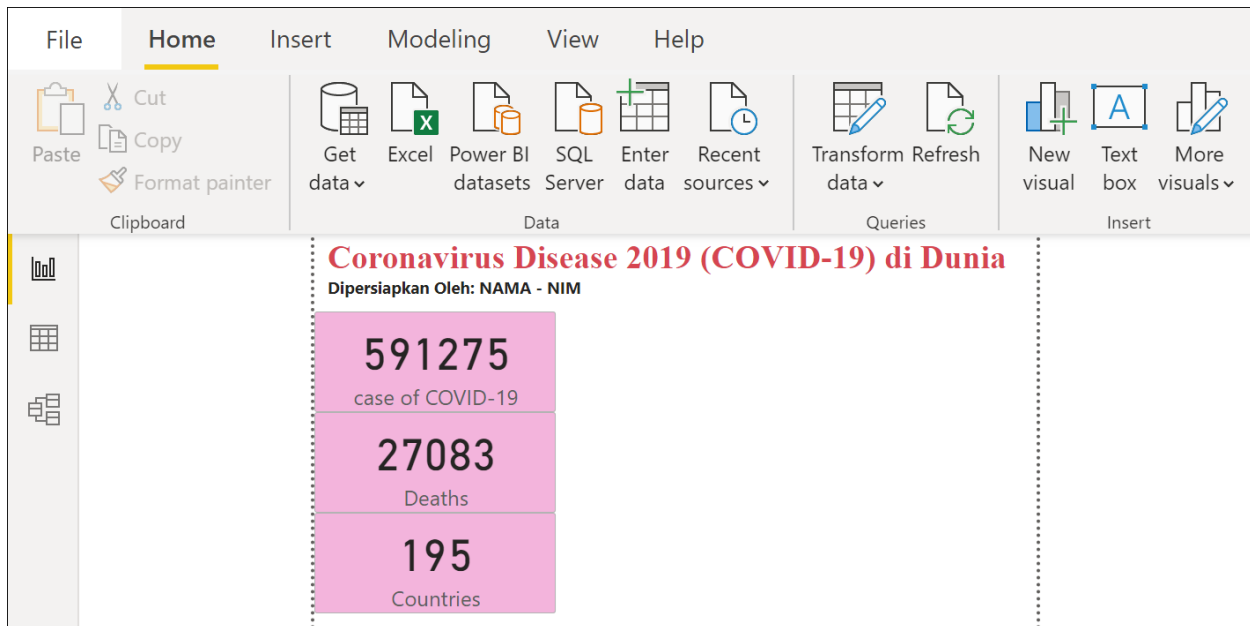 File Home Insert Modeling View Help
Cut
Copy
Paste
Format painter
Clipboard
Get data
Excel
Power BI datasets
SQL Server
Enter data
Recent sources
Data
Transform data
Refresh
Queries
New visual
A
Text box
More visuals
Insert
X
Coronavirus Disease 2019 (COVID-19) di Dunia
Dipersiapkan Oleh: NAMA - NIM
591275
case of COVID-19
27083
Deaths
195
Countries